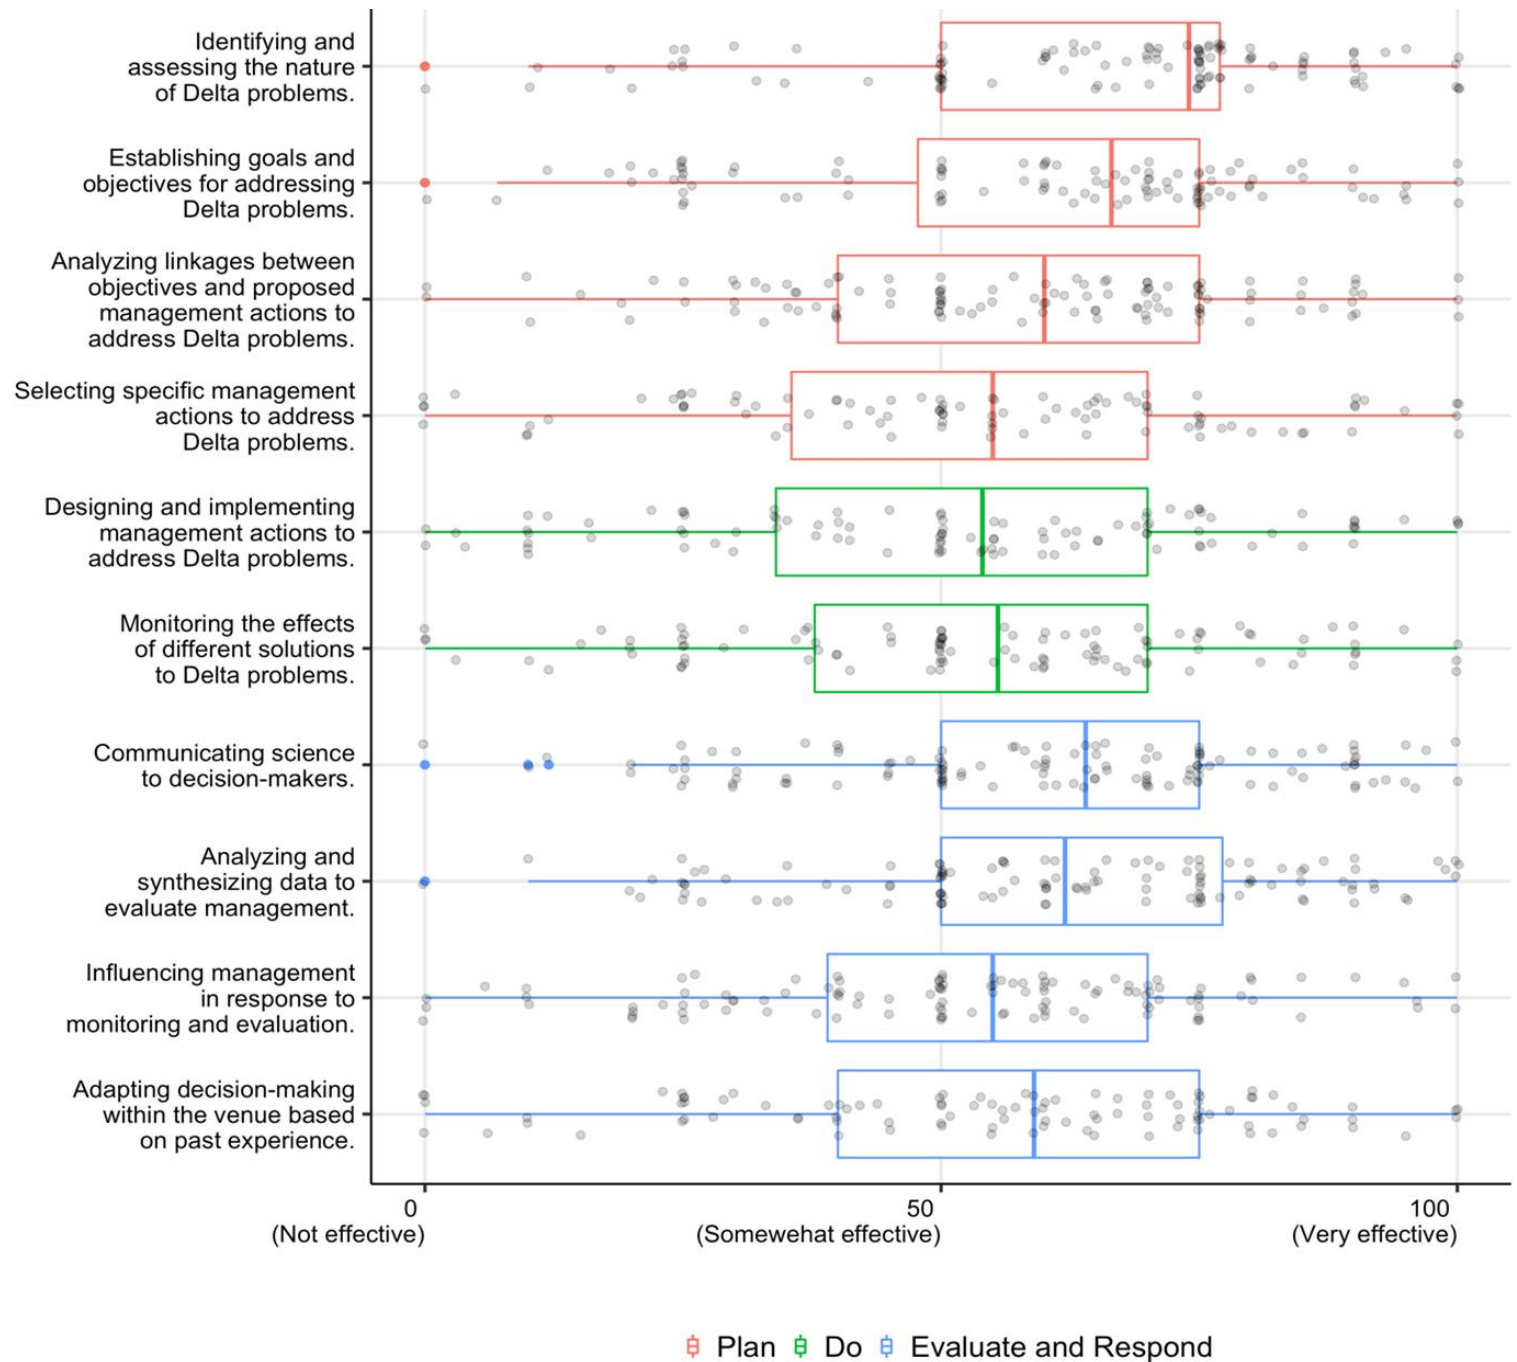 Identifying and
assessing the nature
of Delta problems.
Establishing goals and
objectives for addressing
Delta problems.
Analyzing linkages between
objectives and proposed
management actions to
address Delta problems.
Selecting specific management
actions to address
Delta problems.
Designing and implementing
management actions to
address Delta problems.
Monitoring the effects
of different solutions
to Delta problems.
Communicating science
to decision-makers.
Analyzing and
synthesizing data to
evaluate management.
Influencing management
in response to
monitoring and evaluation.
Adapting decision-making
within the venue based
on past experience.
0 50 100
(Not effective) (Somewehat effective) (Very effective)
Plan Do Evaluate and Respond